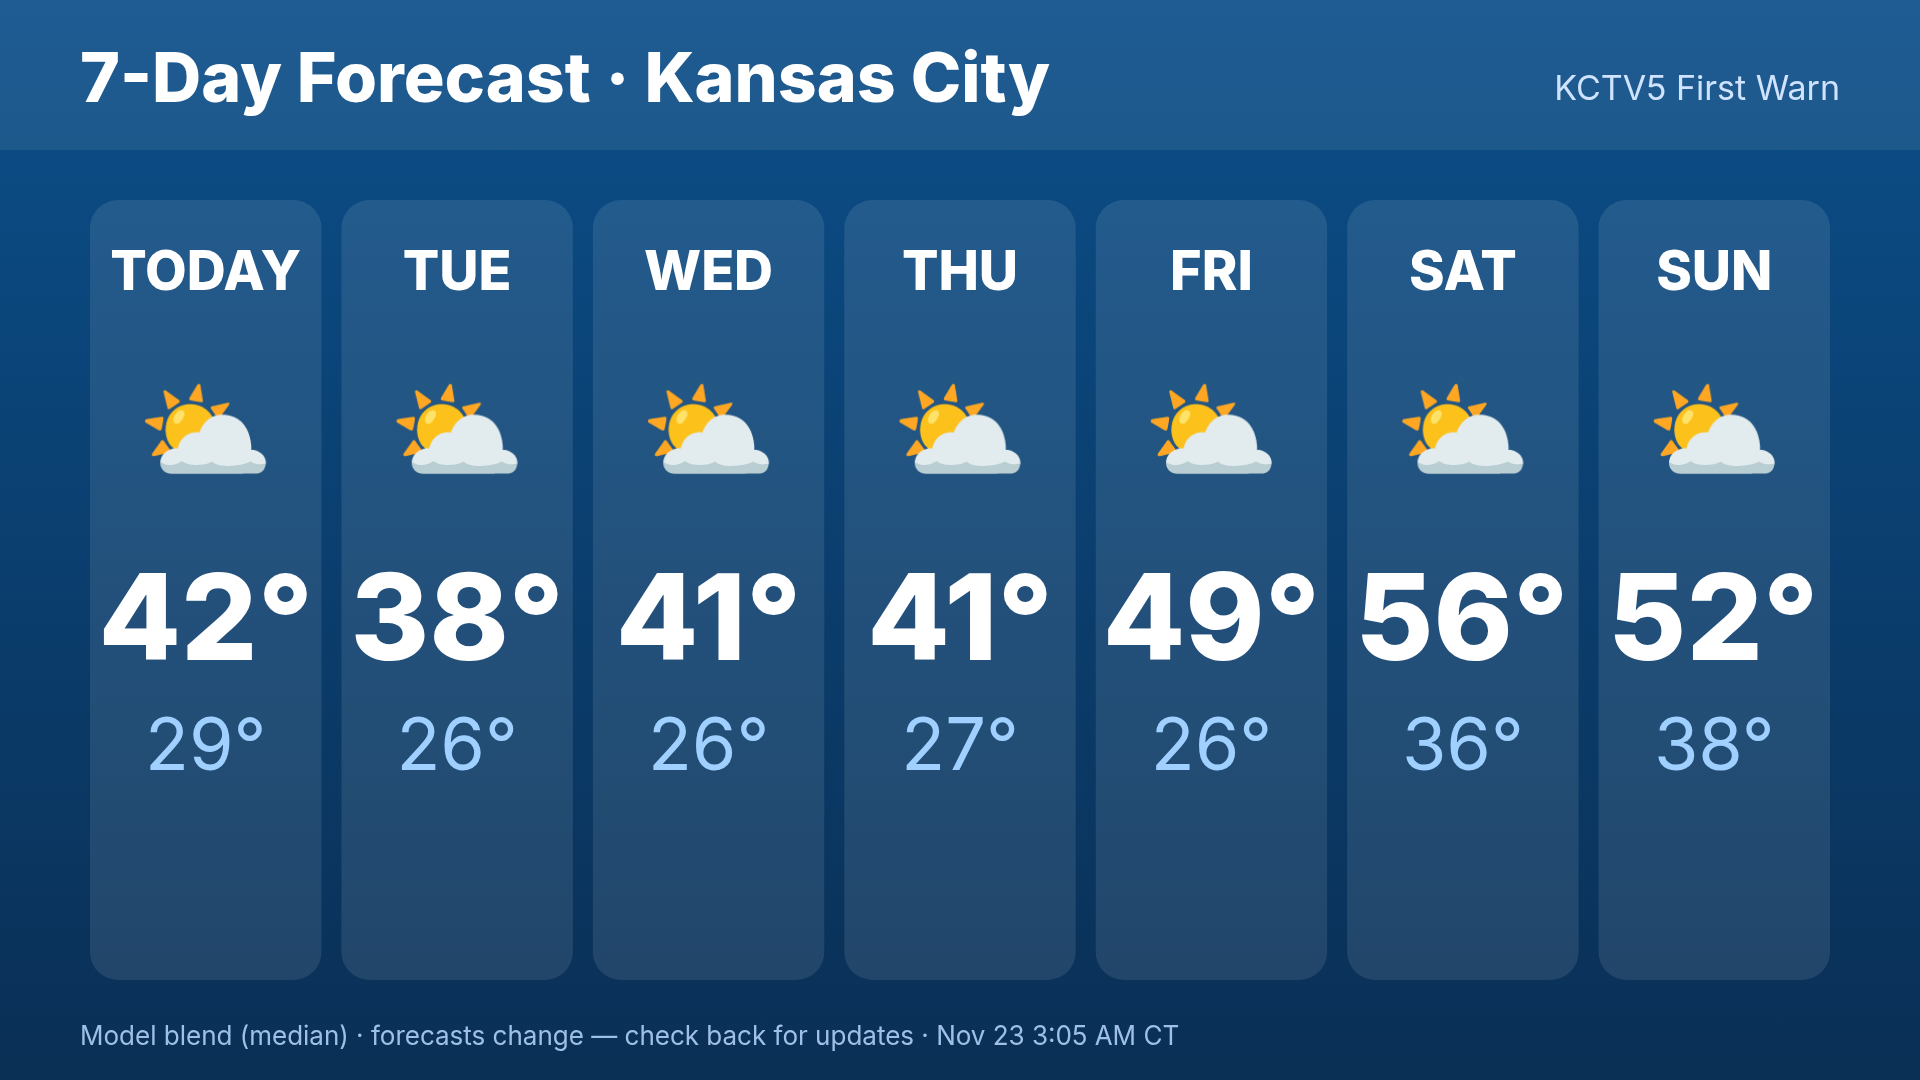 7-Day Forecast · Kansas City
KCTV5 First Warn
TODAY TUE WED THU FRI SAT SUN
42° 38° 41° 41° 49° 56° 52°
29° 26° 26° 27° 26° 36° 38°
Model blend (median) · forecasts change — check back for updates · Nov 23 3:05 AM CT